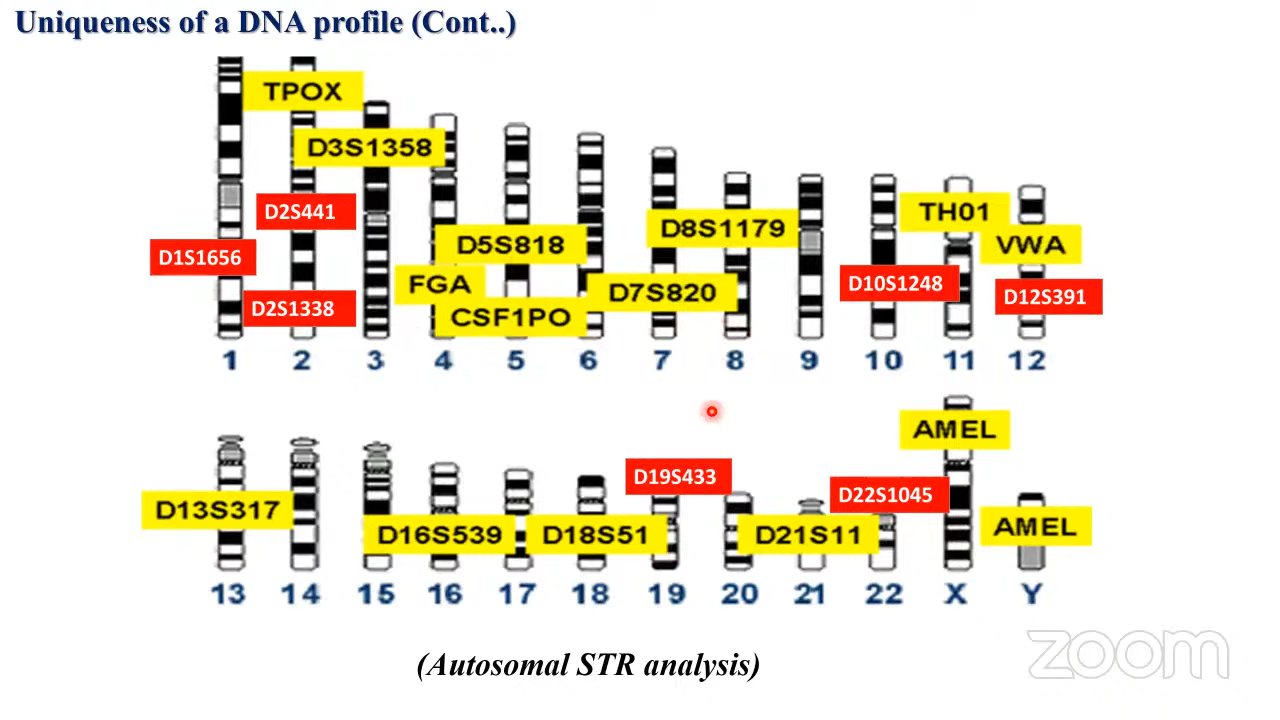 Uniqueness of a DNA profile (Cont..)
TPOX
D3S1358
D2S441
TH01
D8S1179
D5S818
VWA
D1S1656
FGA
D7S820
D10S1248
D12S391
D2S1338
CSF1PO
1 2 3 4 5 6 7 8 9 10 11 12
AMEL
D19S433
D22S1045
D13S317
D16S539
D18S51
D21S11
AMEL
13 14 15 16 17 18 19 20 21 22 X Y
(Autosomal STR analysis)
zoom